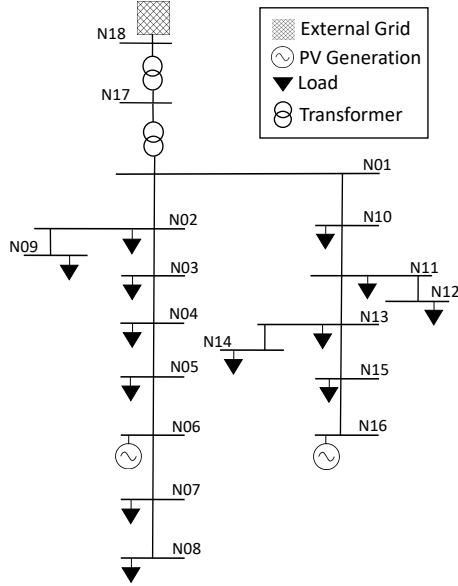 External Grid
PV Generation
Load
Transformer
N18
N17
N01
N02
N10
N09
N03
N11
N12
N04
N13
N14
N05
N15
N06
N16
N07
N08